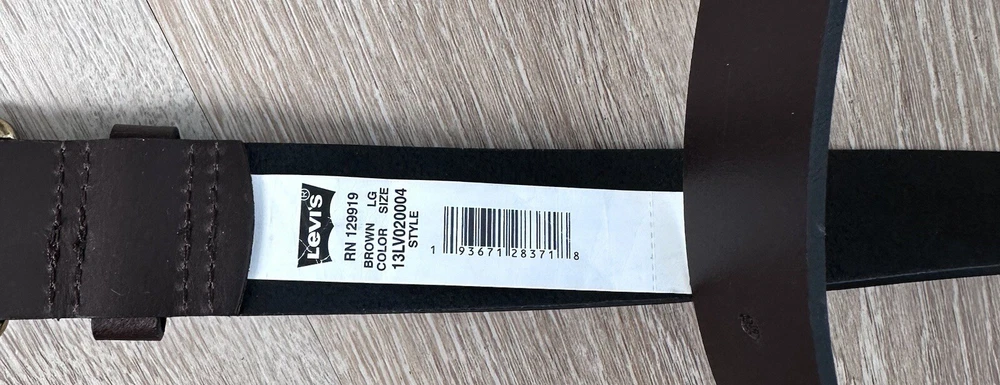 Levi's®
RN 129919
BROWN LG
COLOR SIZE
13LV020004
STYLE
1 93671 28371 8